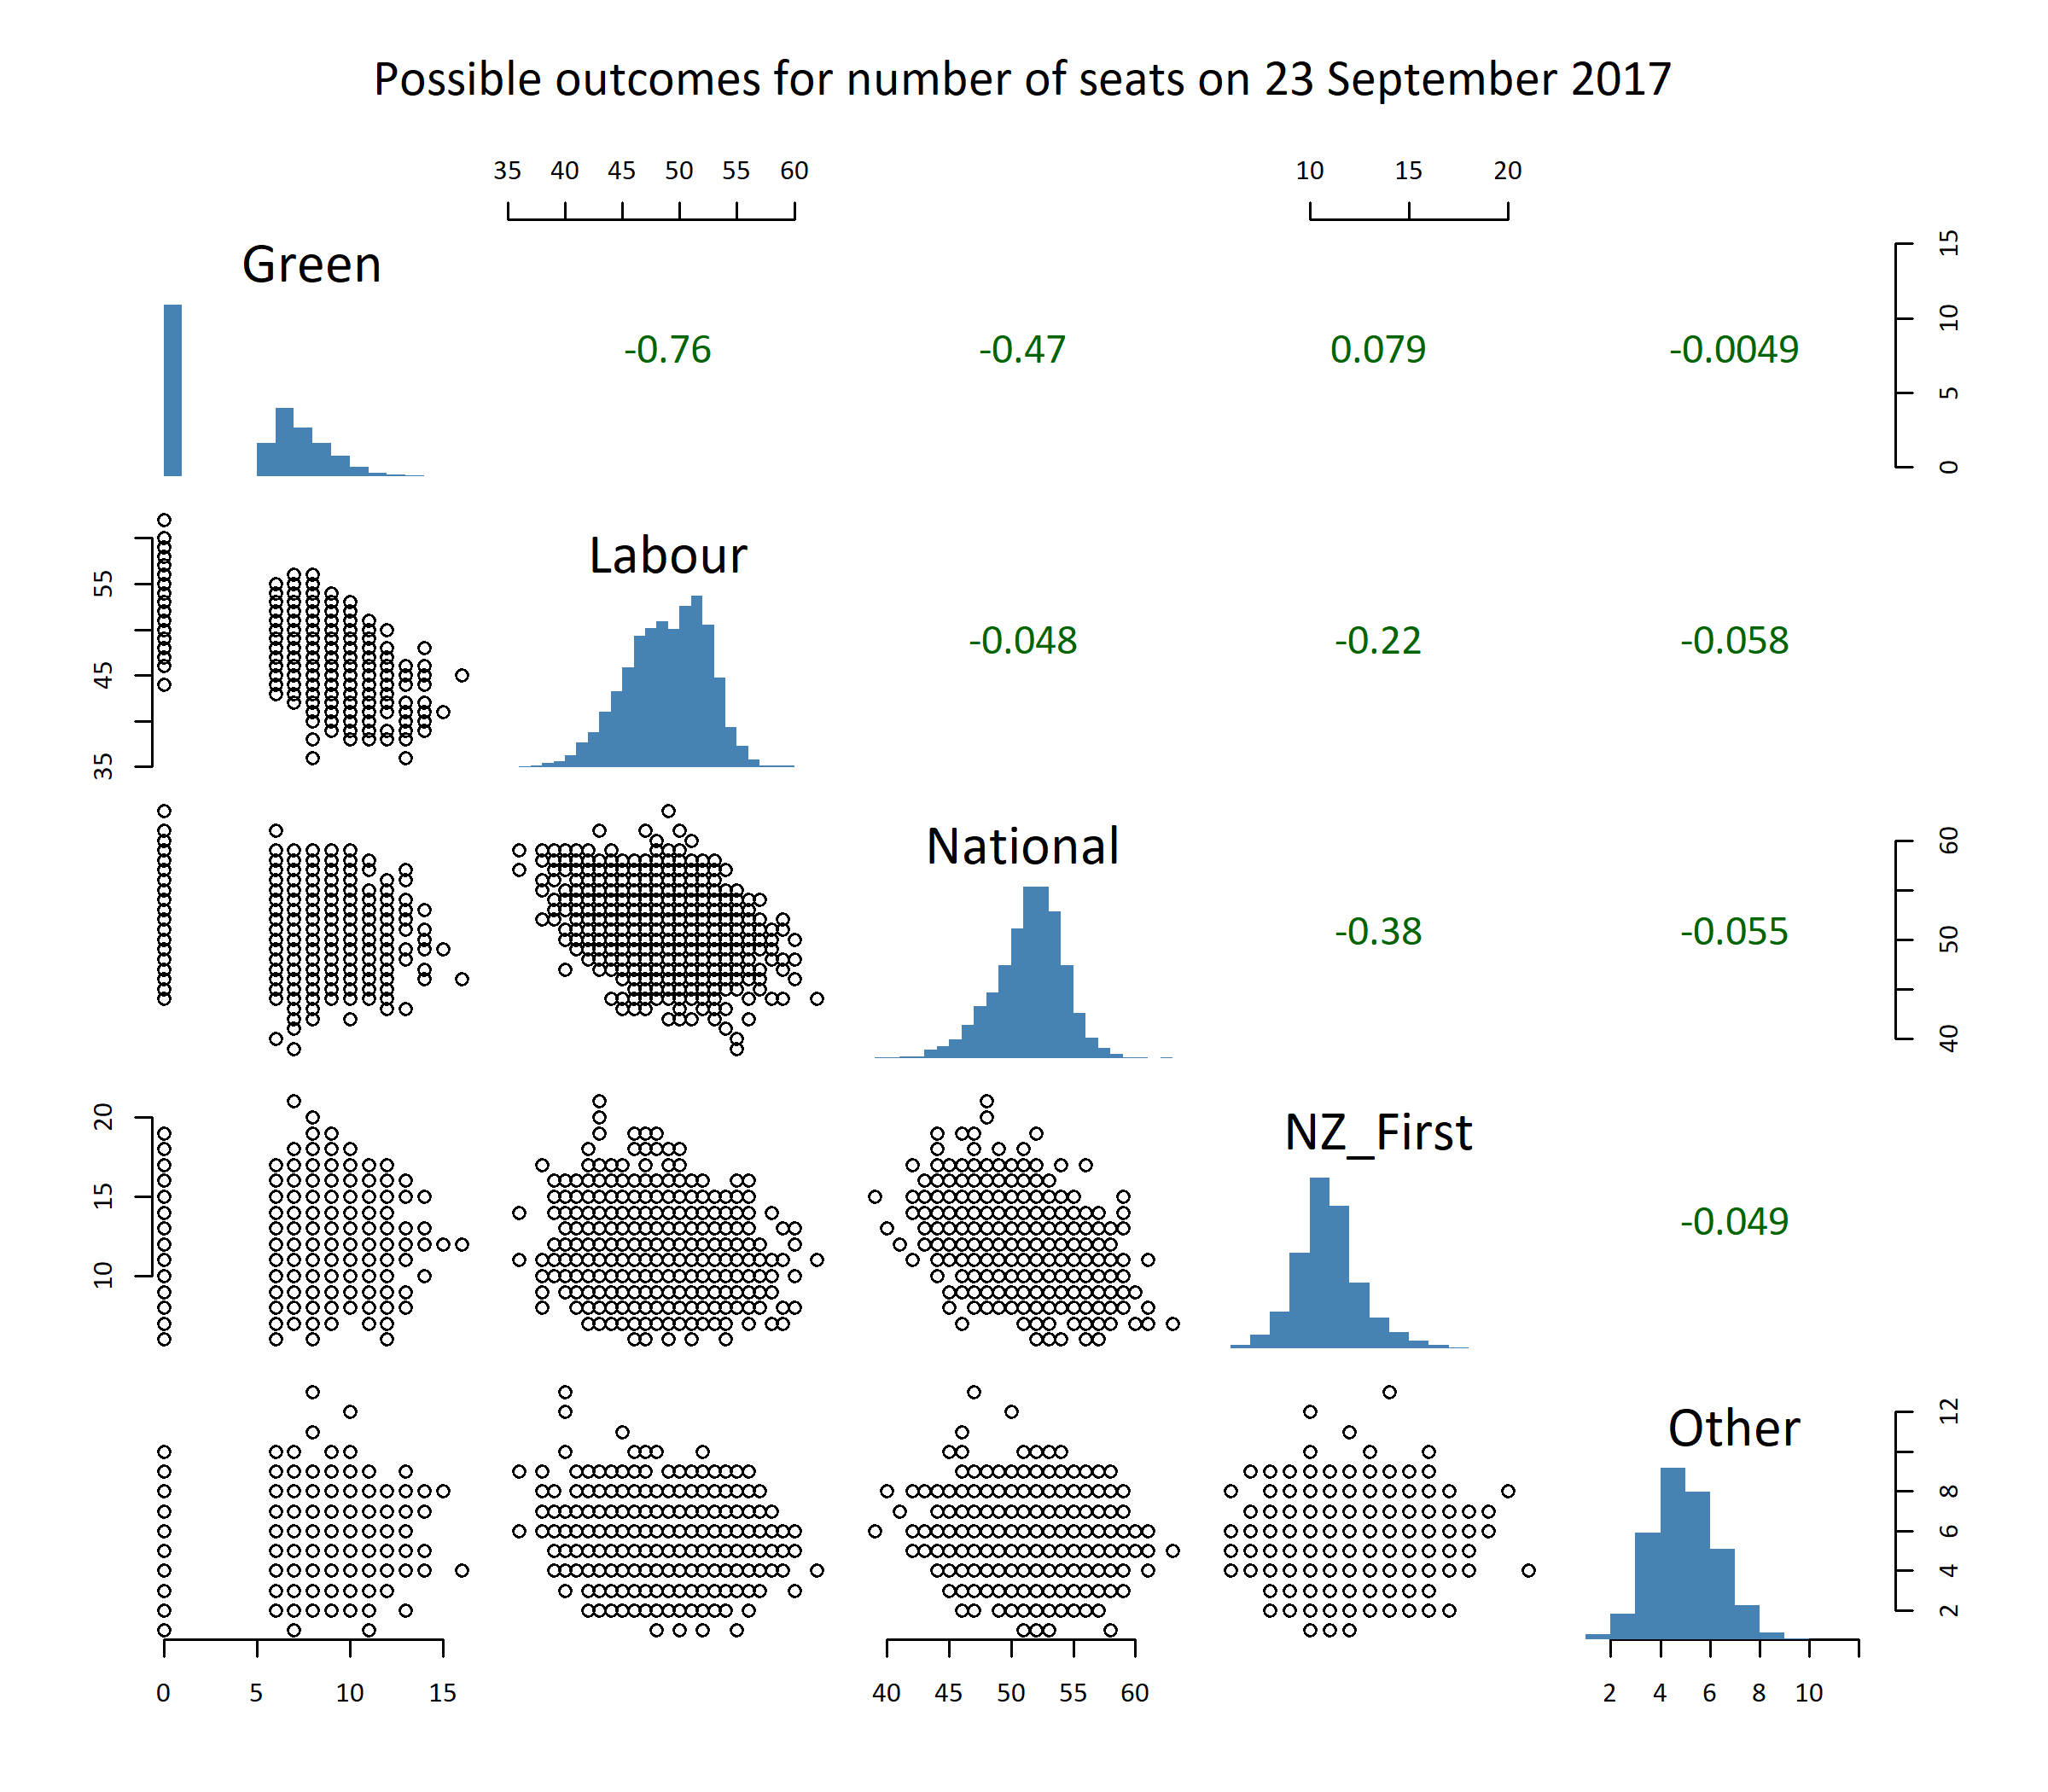 Possible outcomes for number of seats on 23 September 2017
35 40 45 50 55 60 10 15 20
Green
-0.76 -0.47 0.079 -0.0049
0 5 10 15
Labour
35 45 55
-0.048 -0.22 -0.058
National
-0.38 -0.055
40 50 60
NZ_First
10 15 20
-0.049
Other
2 4 6 8 12
0 5 10 15 40 45 50 55 60 2 4 6 8 10